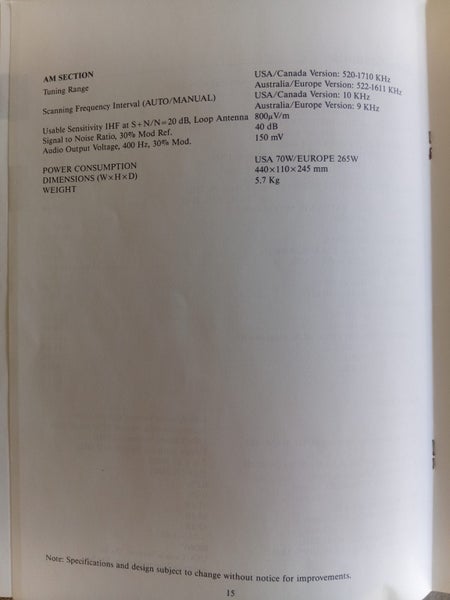 AM SECTION
Tuning Range USA/Canada Version: 520-1710 KHz
Australia/Europe Version: 522-1611 KHz
Scanning Frequency Interval (AUTO/MANUAL) USA/Canada Version: 10 KHz
Australia/Europe Version: 9 KHz
Usable Sensitivity IHF at S+N/N=20 dB, Loop Antenna 800µV/m
Signal to Noise Ratio, 30% Mod Ref. 40 dB
Audio Output Voltage, 400 Hz, 30% Mod. 150 mV
POWER CONSUMPTION USA 70W/EUROPE 265W
DIMENSIONS (W×H×D) 440×110×245 mm
WEIGHT 5.7 Kg
Note: Specifications and design subject to change without notice for improvements.
15